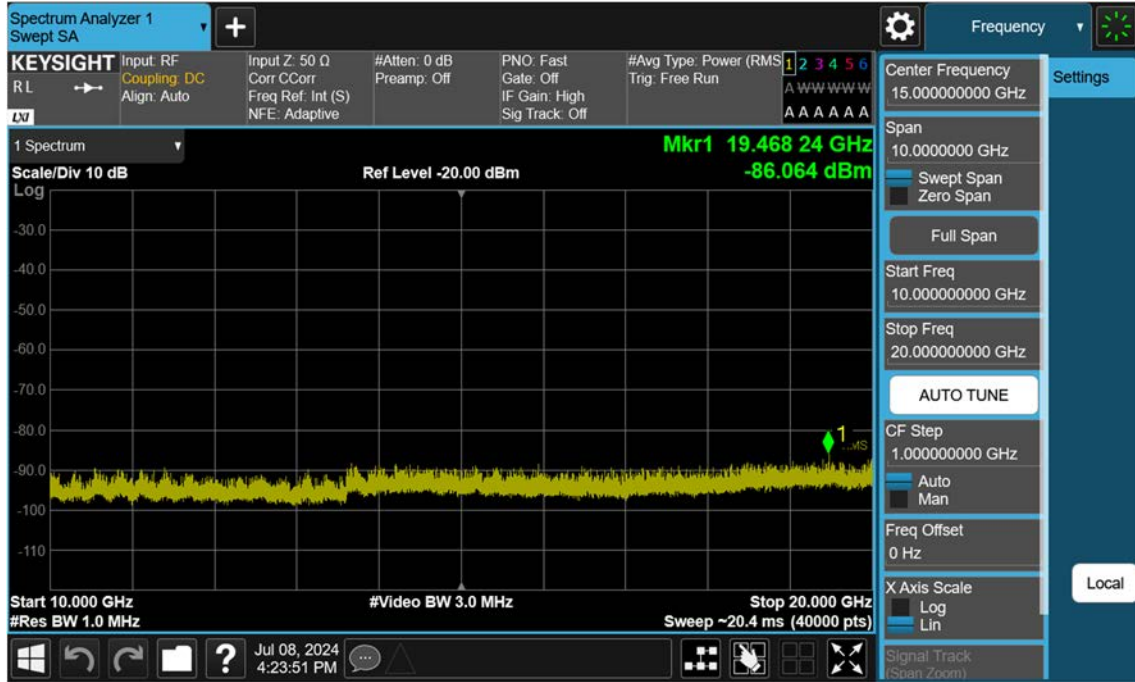 Spectrum Analyzer 1
Swept SA
Frequency
KEYSIGHT
R L
LXI
Input: RF
Coupling: DC
Align: Auto
Input Z: 50 Ω
Corr CCorr
Freq Ref: Int (S)
NFE: Adaptive
#Atten: 0 dB
Preamp: Off
PNO: Fast
Gate: Off
IF Gain: High
Sig Track: Off
#Avg Type: Power (RMS
Trig: Free Run
1 2 3 4 5 6
A W W W W W
A A A A A A
1 Spectrum
Scale/Div 10 dB
Ref Level -20.00 dBm
Mkr1 19.468 24 GHz
-86.064 dBm
Log
-30.0
-40.0
-50.0
-60.0
-70.0
-80.0
-90.0
-100
-110
1
Start 10.000 GHz
#Video BW 3.0 MHz
Stop 20.000 GHz
#Res BW 1.0 MHz
Sweep ~20.4 ms (40000 pts)
?
Jul 08, 2024
4:23:51 PM
Center Frequency
15.000000000 GHz
Span
10.0000000 GHz
Swept Span
Zero Span
Full Span
Start Freq
10.000000000 GHz
Stop Freq
20.000000000 GHz
AUTO TUNE
CF Step
1.000000000 GHz
Auto
Man
Freq Offset
0 Hz
X Axis Scale
Log
Lin
Signal Track
(Span Zoom)
Settings
Local